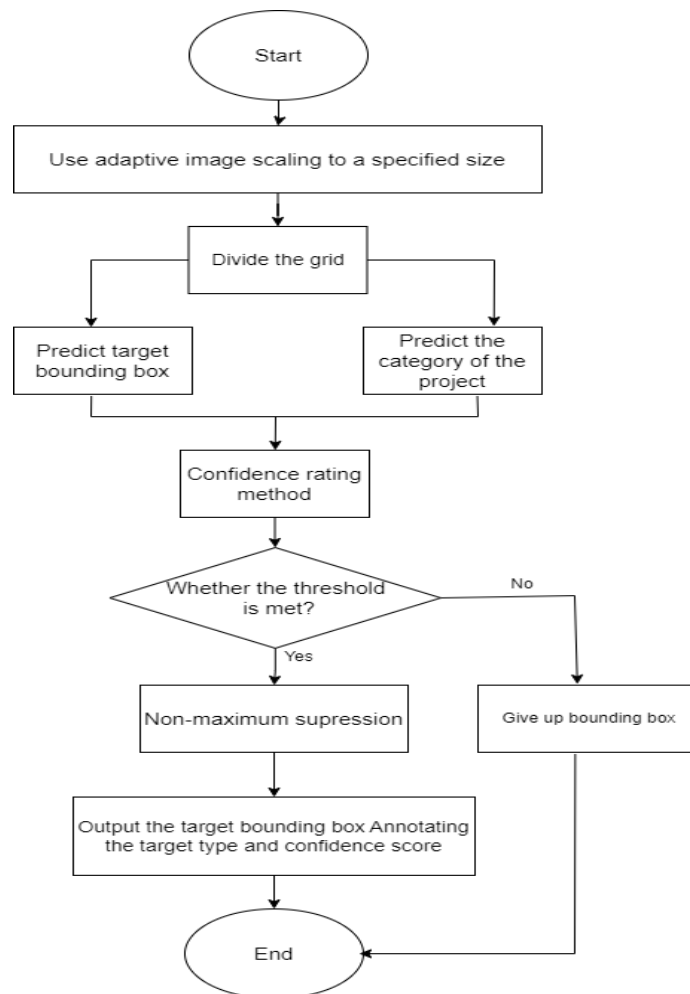 Start
Use adaptive image scaling to a specified size
Divide the grid
Predict target
bounding box
Predict the
category of the
project
Confidence rating
method
Whether the threshold
is met?
No
Yes
Non-maximum supression
Give up bounding box
Output the target bounding box Annotating
the target type and confidence score
End